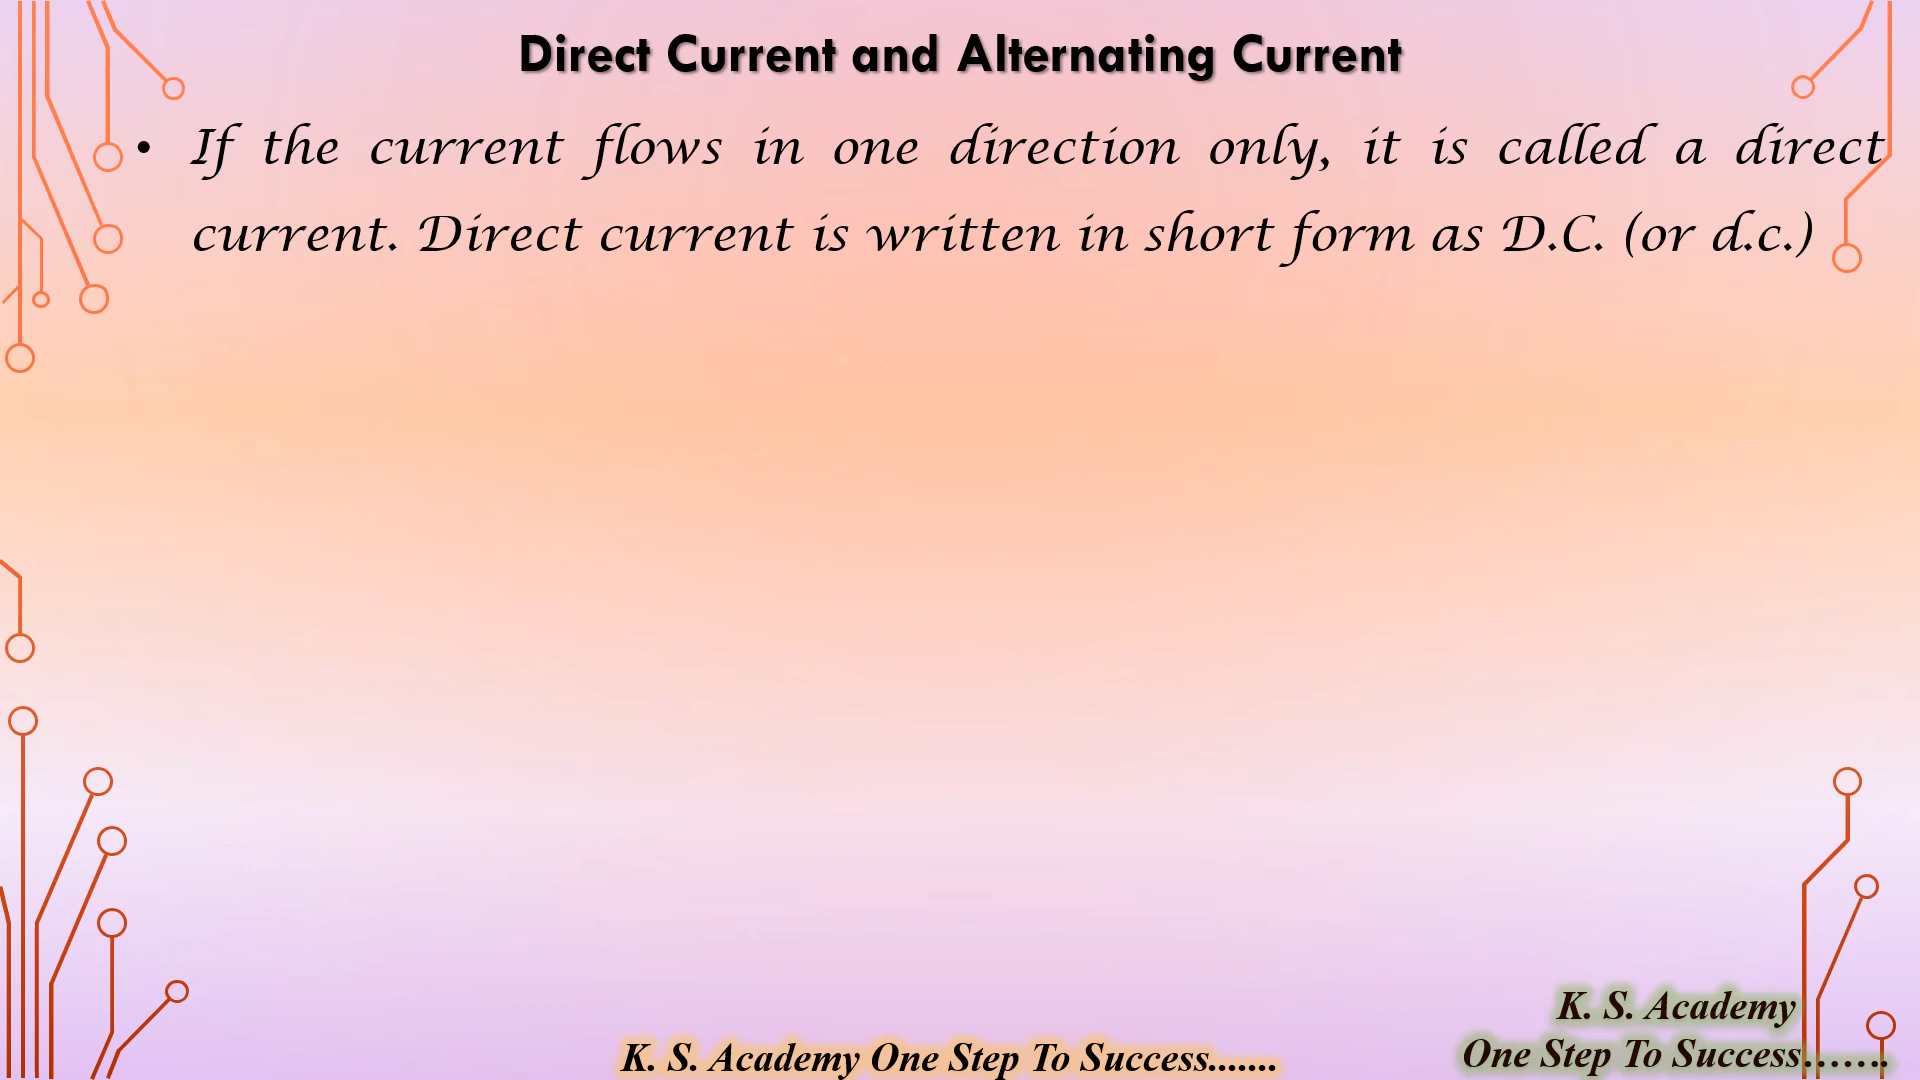 Direct Current and Alternating Current
• If the current flows in one direction only, it is called a direct
current. Direct current is written in short form as D.C. (or d.c.)
K. S. Academy
One Step To Success.......
K. S. Academy One Step To Success.......